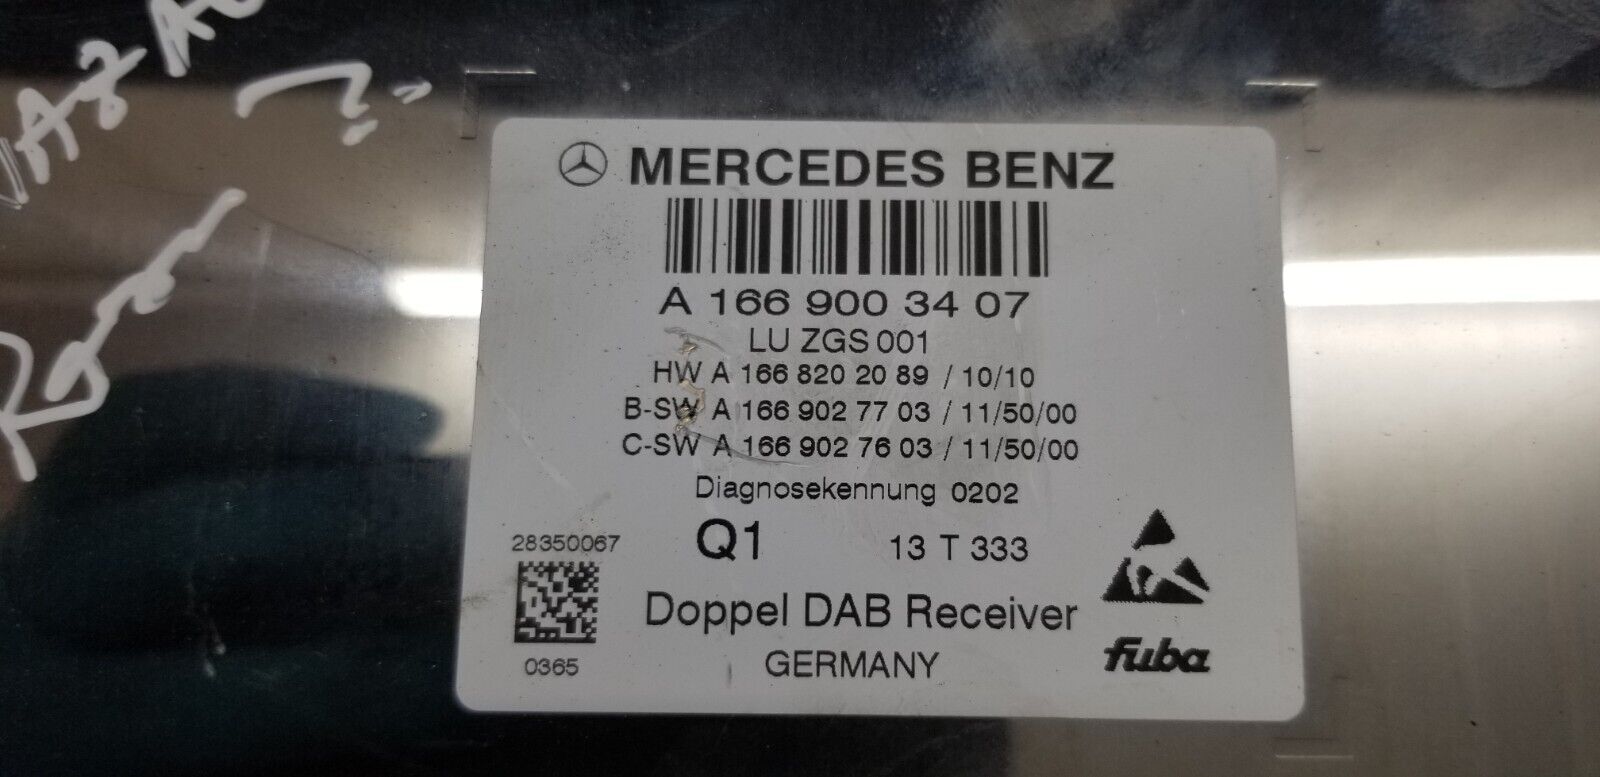 MERCEDES BENZ
A 166 900 34 07
LU ZGS 001
HW A 166 820 20 89 / 10/10
B-SW A 166 902 77 03 / 11/50/00
C-SW A 166 902 76 03 / 11/50/00
Diagnosekennung 0202
28350067
Q1 13 T 333
Doppel DAB Receiver
0365
GERMANY
fuba